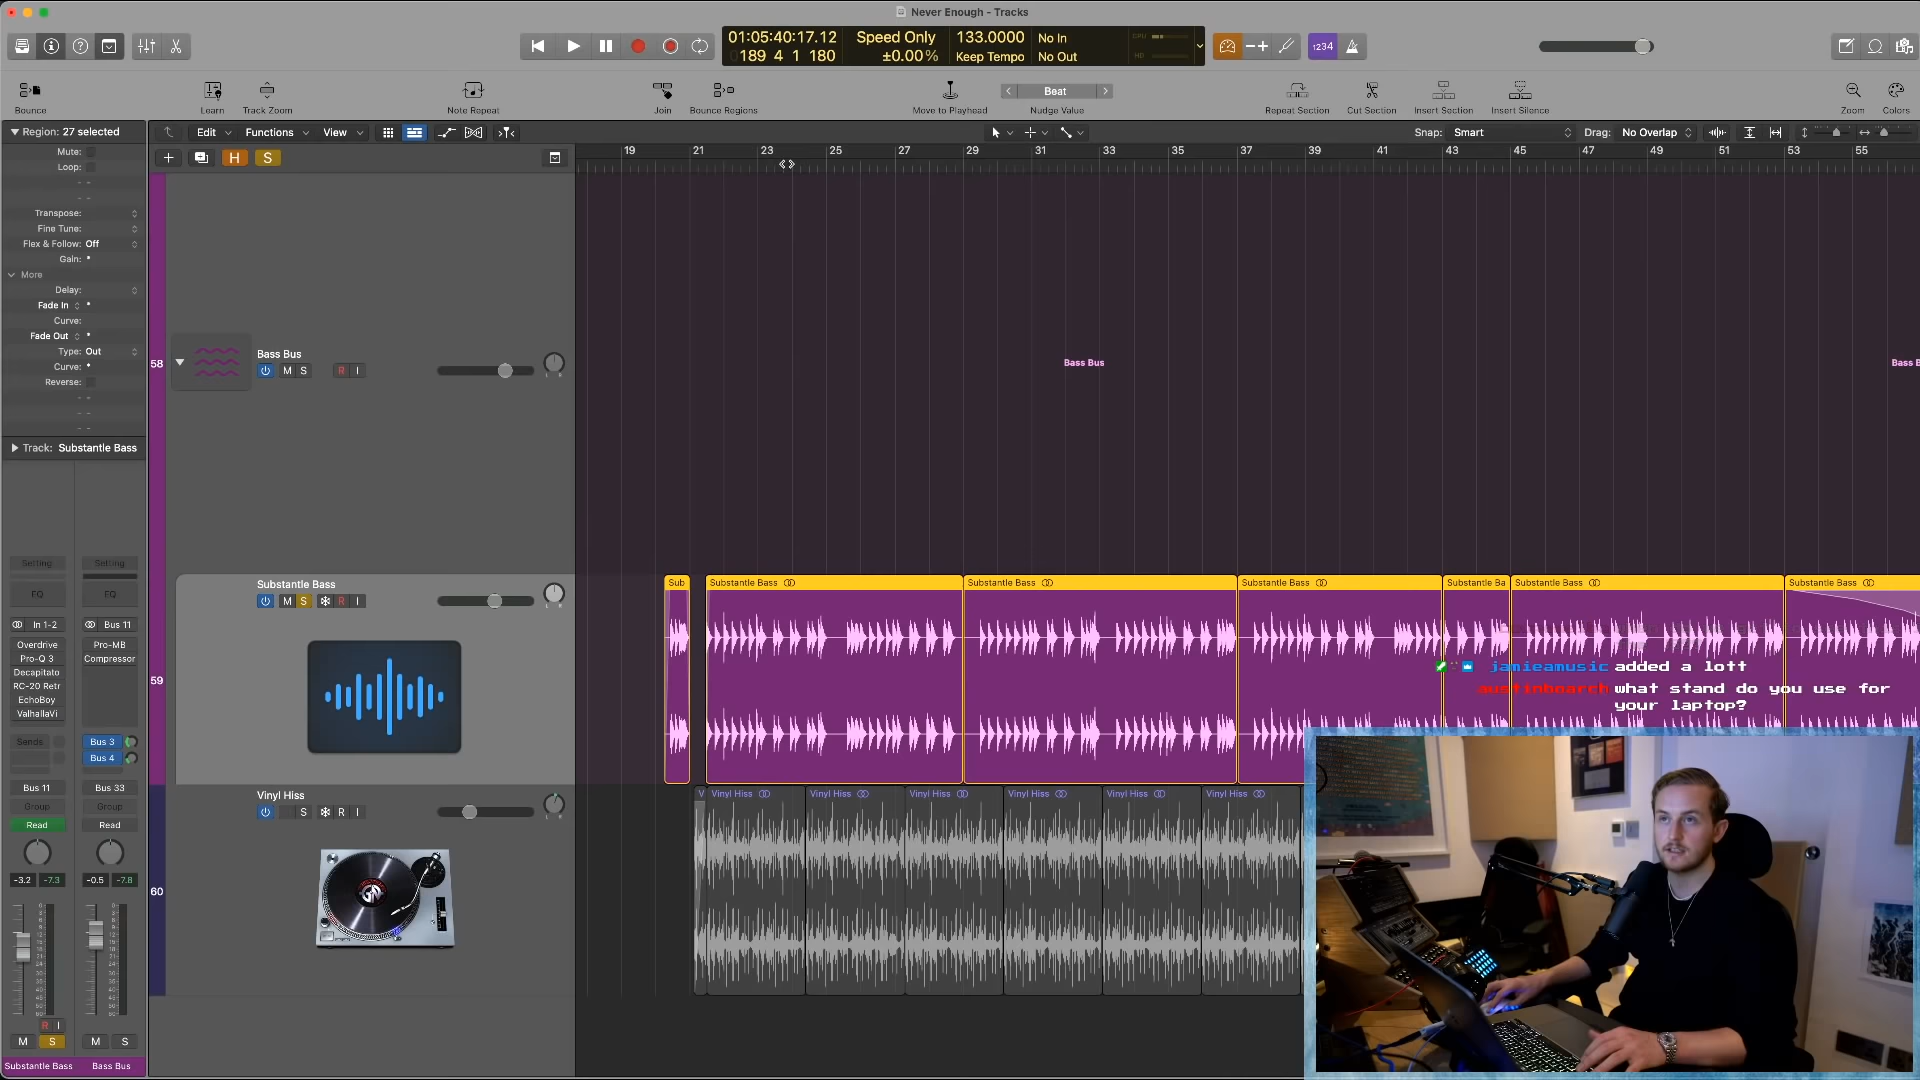 Never Enough - Tracks
01:05:40:17.12
189 4 1 180
Speed Only
±0.00%
133.0000
Keep Tempo
No In
No Out
CPU
HD
1234
Bounce
Learn
Track Zoom
Note Repeat
Join
Bounce Regions
Move to Playhead
Beat
Nudge Value
Repeat Section
Cut Section
Insert Section
Insert Silence
Zoom
Colors
Region: 27 selected
Edit
Functions
View
Snap: Smart
Drag: No Overlap
H
S
19 21 23 25 27 29 31 33 35 37 39 41 43 45 47 49 51 53 55
Mute:
Loop:
Transpose:
Fine Tune:
Flex & Follow: Off
Gain:
More
Delay:
Fade In
Curve:
Fade Out
Type: Out
Curve:
Reverse:
Track: Substantle Bass
58
Bass Bus
M S R I
Bass Bus
Bass B
Setting
Setting
EQ
EQ
In 1-2
Bus 11
Overdrive
Pro-Q 3
Decapitato
RC-20 Retr
EchoBoy
ValhallaVi
Pro-MB
Compressor
Sends
Bus 3
Bus 4
Bus 11
Bus 33
Group
Group
Read
Read
-3.2 -7.3
-0.5 -7.8
R I
M S
M S
Substantle Bass
Bass Bus
59
Substantle Bass
M S R I
Sub
Substantle Bass
Substantle Bass
Substantle Bass
Substantle Ba
Substantle Bass
Substantle Bass
60
Vinyl Hiss
S R I
V
Vinyl Hiss
Vinyl Hiss
Vinyl Hiss
Vinyl Hiss
Vinyl Hiss
Vinyl Hiss
jamieamusic added a lott
what stand do you use for
your laptop?